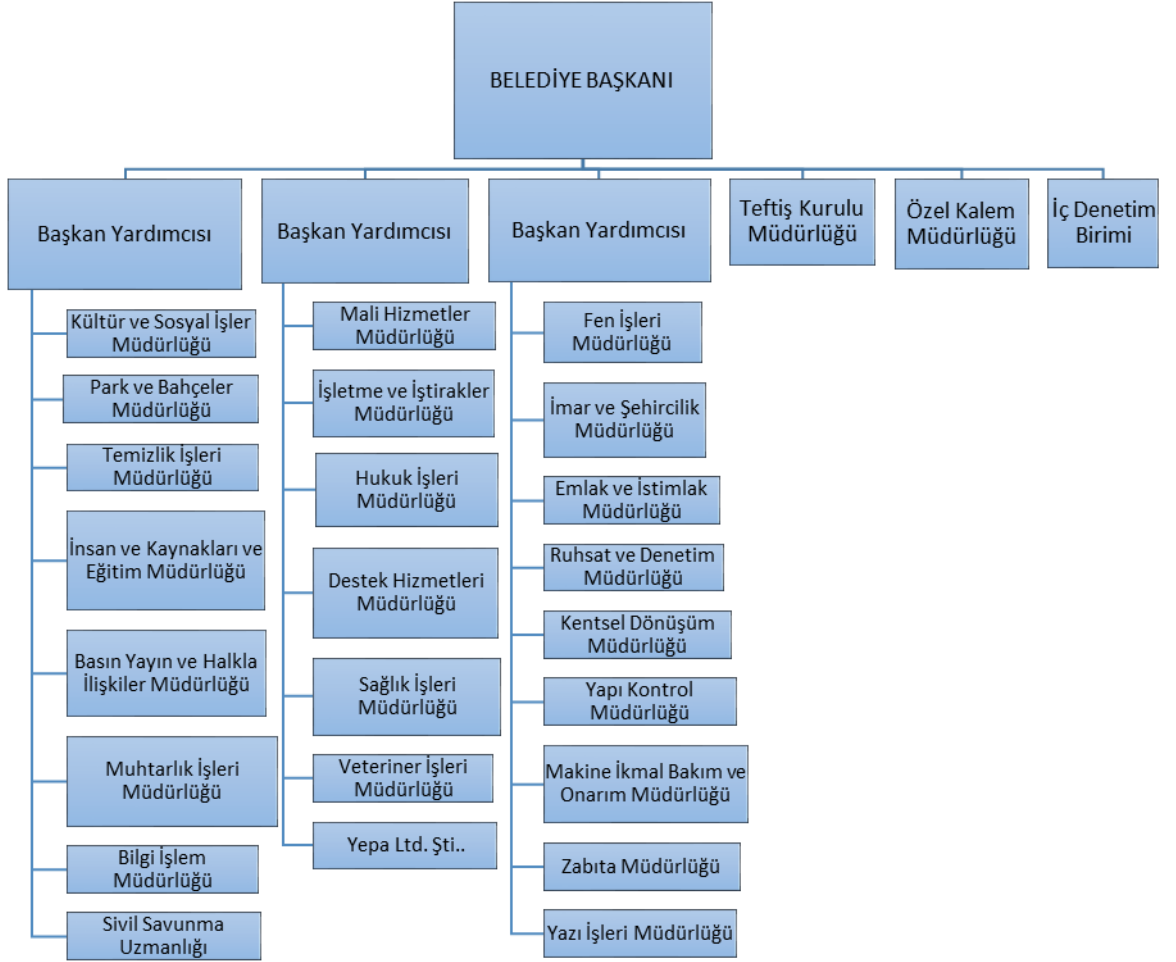 BELEDİYE BAŞKANI
Başkan Yardımcısı
Kültür ve Sosyal İşler
Müdürlüğü
Park ve Bahçeler
Müdürlüğü
Temizlik İşleri
Müdürlüğü
İnsan ve Kaynakları ve
Eğitim Müdürlüğü
Basın Yayın ve Halkla
İlişkiler Müdürlüğü
Muhtarlık İşleri
Müdürlüğü
Bilgi İşlem
Müdürlüğü
Sivil Savunma
Uzmanlığı
Başkan Yardımcısı
Mali Hizmetler
Müdürlüğü
İşletme ve İştirakler
Müdürlüğü
Hukuk İşleri
Müdürlüğü
Destek Hizmetleri
Müdürlüğü
Sağlık İşleri
Müdürlüğü
Veteriner İşleri
Müdürlüğü
Yepa Ltd. Şti..
Başkan Yardımcısı
Fen İşleri
Müdürlüğü
İmar ve Şehircilik
Müdürlüğü
Emlak ve İstimlak
Müdürlüğü
Ruhsat ve Denetim
Müdürlüğü
Kentsel Dönüşüm
Müdürlüğü
Yapı Kontrol
Müdürlüğü
Makine İkmal Bakım ve
Onarım Müdürlüğü
Zabıta Müdürlüğü
Yazı İşleri Müdürlüğü
Teftiş Kurulu
Müdürlüğü
Özel Kalem
Müdürlüğü
İç Denetim
Birimi